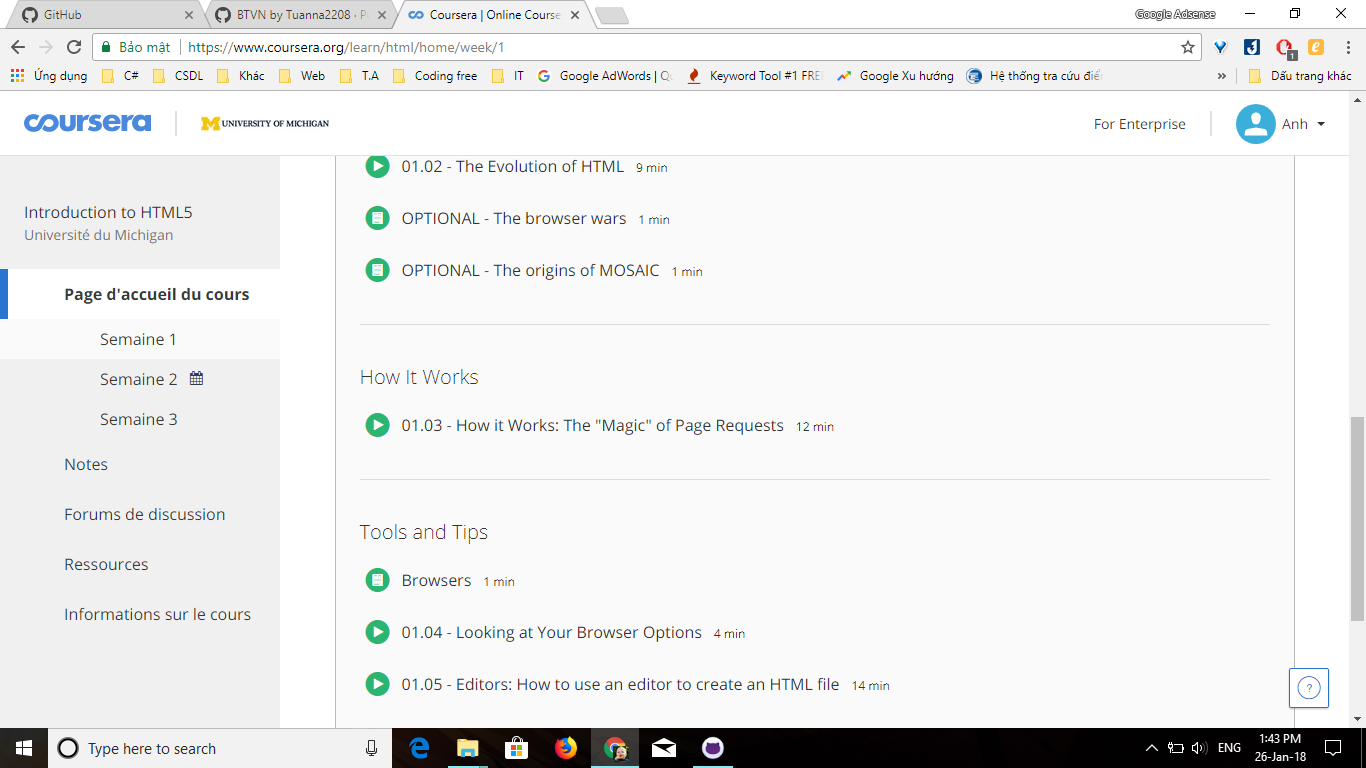 GitHub
BTVN by Tuanna2208 · P
Coursera | Online Course
Google Adsense
Bảo mật
https://www.coursera.org/learn/html/home/week/1
Ứng dụng C# CSDL Khác Web T.A Coding free IT Google AdWords | Qu Keyword Tool #1 FREE Google Xu hướng Hệ thống tra cứu điể » Dấu trang khác
coursera
M UNIVERSITY OF MICHIGAN
For Enterprise
Anh
Introduction to HTML5
Université du Michigan
Page d'accueil du cours
Semaine 1
Semaine 2
Semaine 3
Notes
Forums de discussion
Ressources
Informations sur le cours
01.02 - The Evolution of HTML 9 min
OPTIONAL - The browser wars 1 min
OPTIONAL - The origins of MOSAIC 1 min
How It Works
01.03 - How it Works: The "Magic" of Page Requests 12 min
Tools and Tips
Browsers 1 min
01.04 - Looking at Your Browser Options 4 min
01.05 - Editors: How to use an editor to create an HTML file 14 min
?
Type here to search
ENG
1:43 PM
26-Jan-18